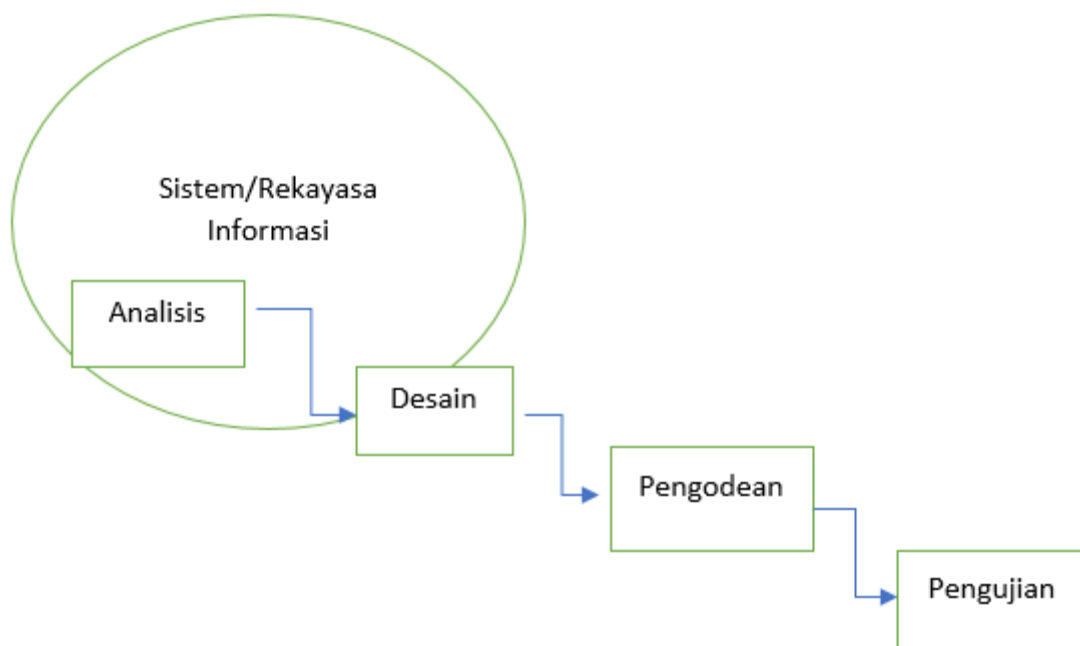 Sistem/Rekayasa
Informasi
Analisis
Desain
Pengodean
Pengujian